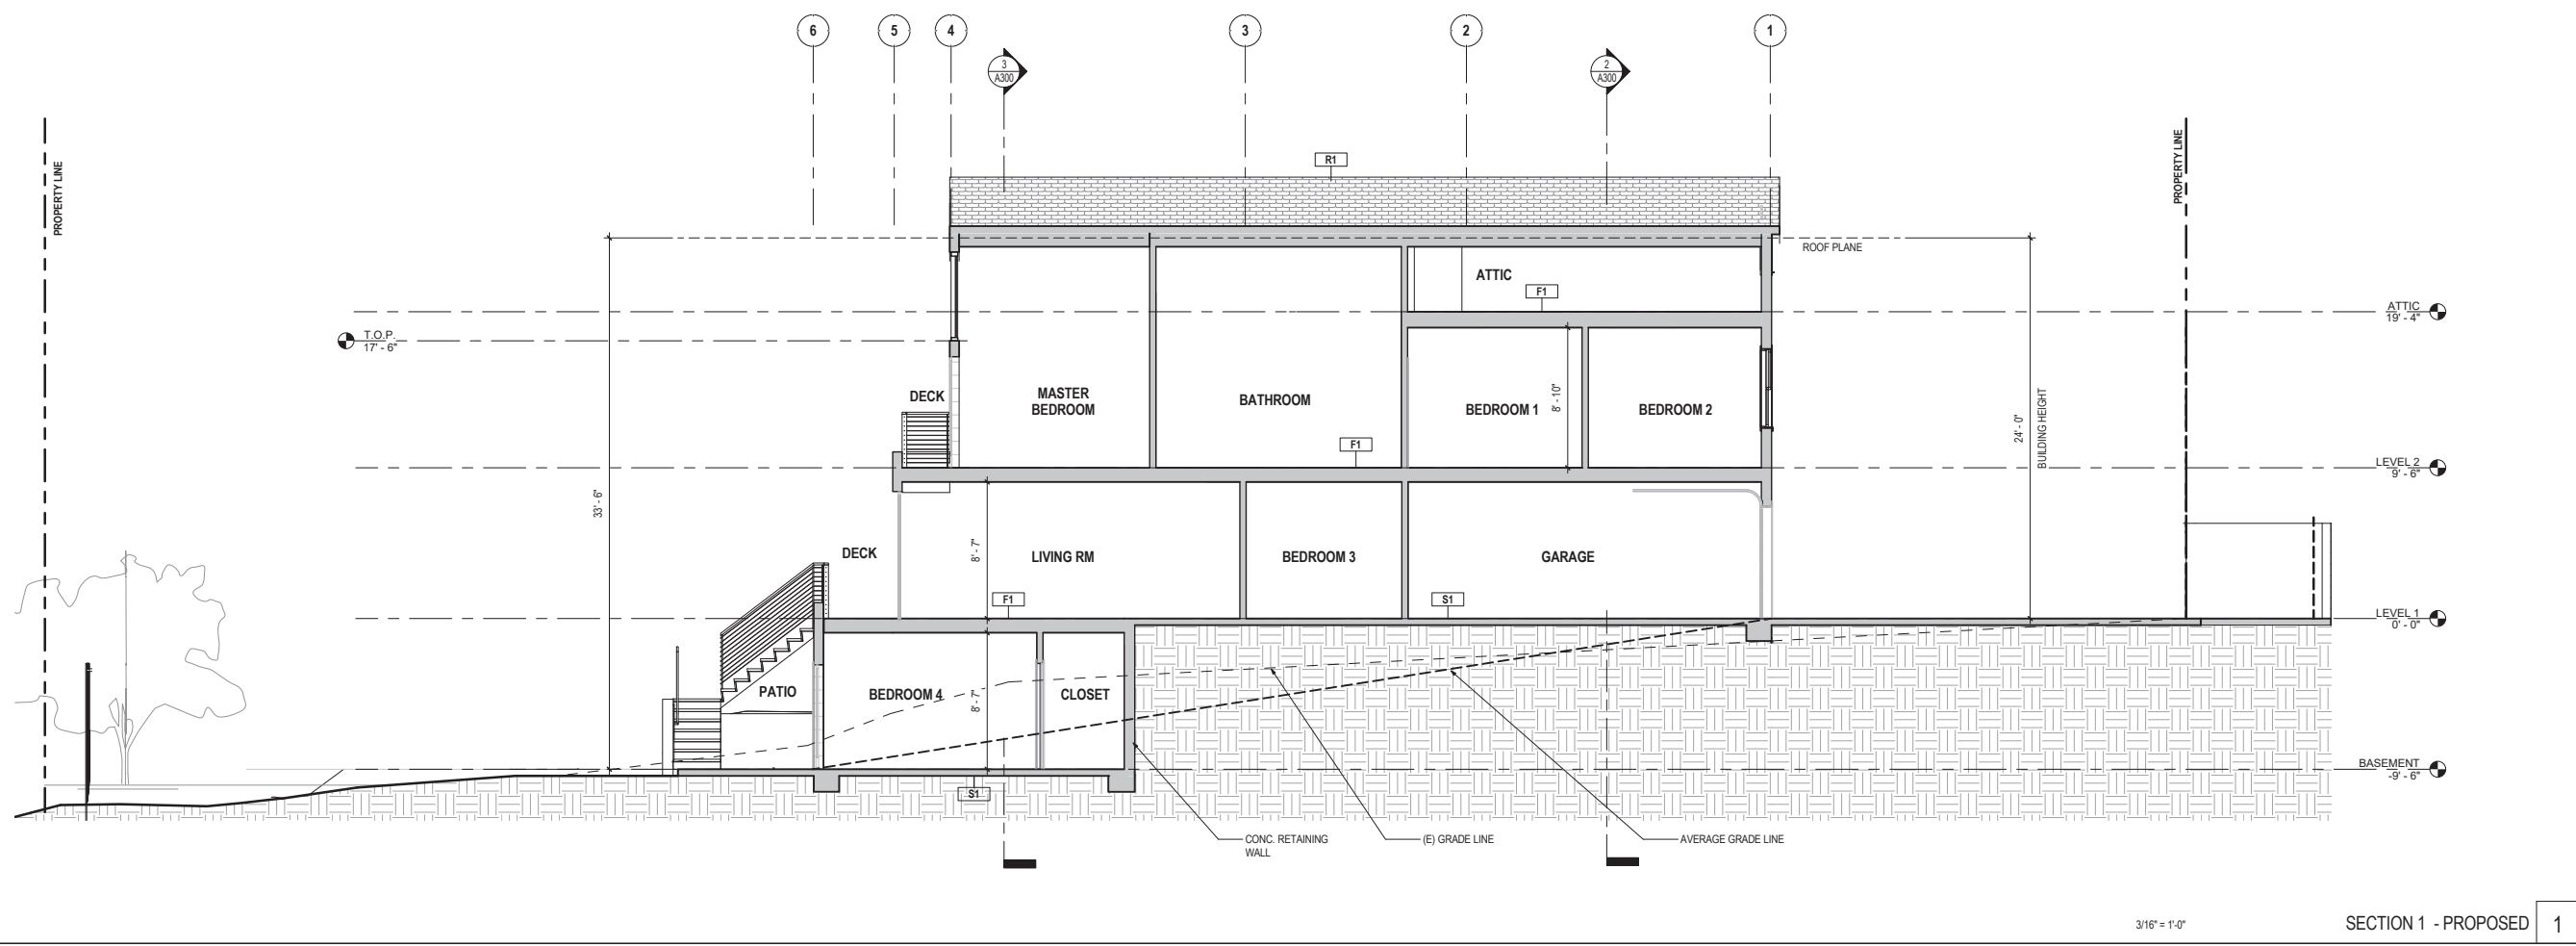 6
5
4
3
2
1
3
A300
2
A300
PROPERTY LINE
PROPERTY LINE
R1
ROOF PLANE
ATTIC
F1
ATTIC
19' - 4"
T.O.P.
17' - 6"
DECK
MASTER
BEDROOM
BATHROOM
BEDROOM 1
8' - 10"
BEDROOM 2
24' - 0"
BUILDING HEIGHT
F1
LEVEL 2
9' - 6"
33' - 6"
DECK
8' - 7"
LIVING RM
BEDROOM 3
GARAGE
F1
S1
LEVEL 1
0' - 0"
PATIO
BEDROOM 4
8' - 7"
CLOSET
BASEMENT
-9' - 6"
S1
CONC. RETAINING
WALL
(E) GRADE LINE
AVERAGE GRADE LINE
3/16" = 1'-0"
SECTION 1 - PROPOSED
1